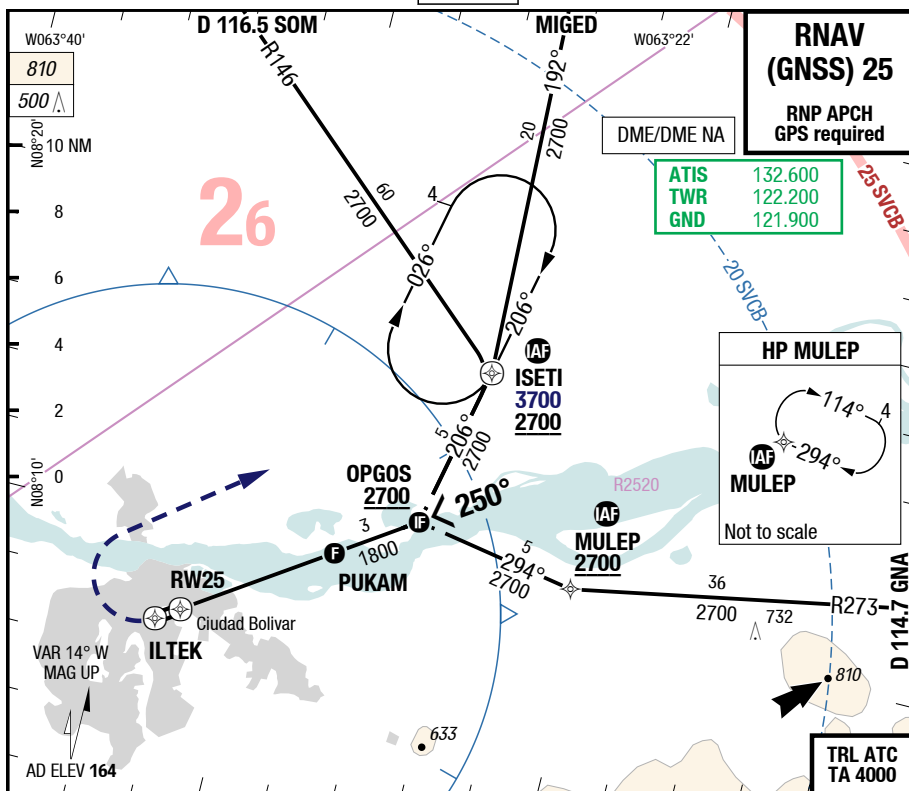 D 116.5 SOM
MIGED
W063°40'
W063°22'
RNAV
(GNSS) 25
RNP APCH
GPS required
810
500
R146
192°
20
2700
DME/DME NA
N08°20'
10 NM
ATIS 132.600
TWR 122.200
GND 121.900
25 SVCB
60
2700
4
8
26
026°
206°
20 SVCB
6
HP MULEP
4
IAF
ISETI
3700
2700
114°
4
294°
IAF
MULEP
Not to scale
2
5
206°
2700
N08°10'
0
OPGOS
2700
250°
R2520
IAF
MULEP
2700
IF
3
1800
F
PUKAM
5
294°
2700
36
2700
R273
D 114.7 GNA
732
RW25
Ciudad Bolivar
ILTEK
VAR 14° W
MAG UP
810
633
AD ELEV 164
TRL ATC
TA 4000